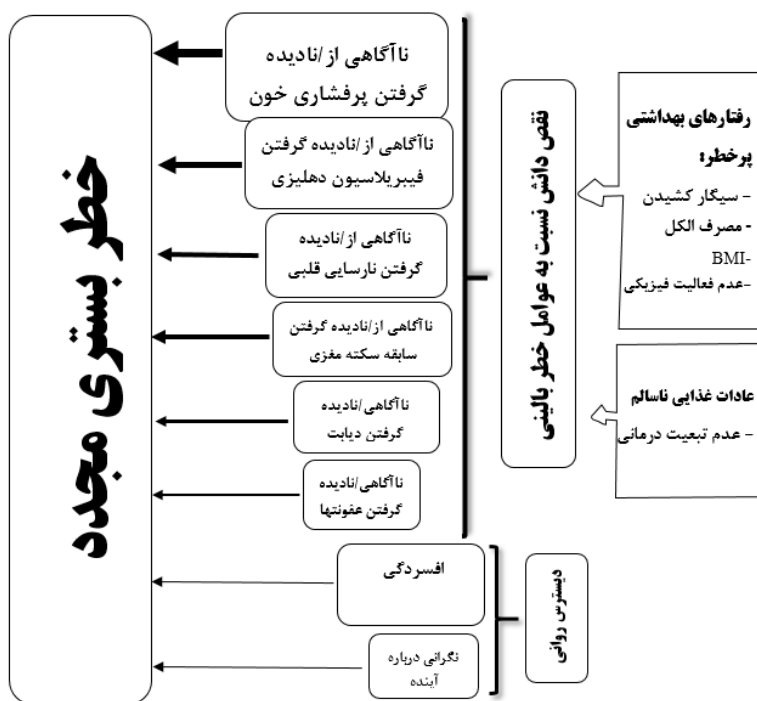 رفتارهای بهداشتی
پرخطر:
- سیگار کشیدن
- مصرف الکل
BMI-
-عدم فعالیت فیزیکی
عادات غذایی ناسالم
- عدم تبعیت درمانی
نقص دانش نسبت به عوامل خطر بالینی
دیسترس روانی
ناآگاهی از/نادیده
گرفتن پرفشاری خون
ناآگاهی از/نادیده گرفتن
فیبریلاسیون دهلیزی
ناآگاهی از/نادیده
گرفتن نارسایی قلبی
ناآگاهی از/نادیده گرفتن
سابقه سکته مغزی
ناآگاهی/نادیده
گرفتن دیابت
ناآگاهی/نادیده
گرفتن عفونتها
افسردگی
نگرانی درباره
آینده
خطر بستری مجدد